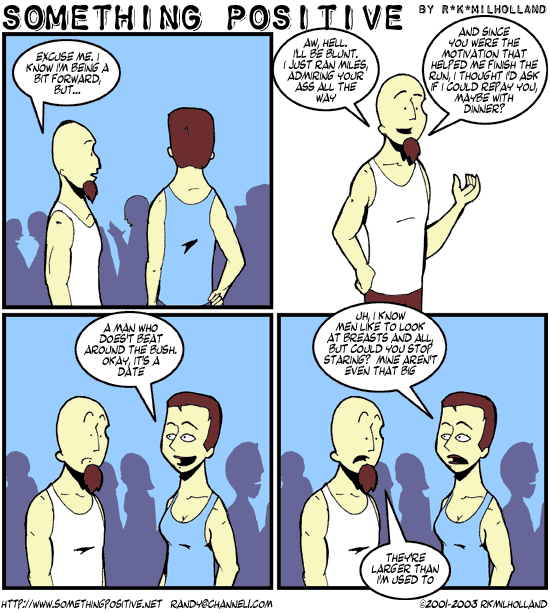 SOMETHING POSITIVE BY R*K*MILHOLLAND
EXCUSE ME. I
KNOW I'M BEING A
BIT FORWARD,
BUT...
AW, HELL.
I'LL BE BLUNT.
I JUST RAN MILES,
ADMIRING YOUR
ASS ALL THE
WAY
AND SINCE
YOU WERE THE
MOTIVATION THAT
HELPED ME FINISH THE
RUN, I THOUGHT I'D ASK
IF I COULD REPAY YOU,
MAYBE WITH
DINNER?
A MAN WHO
DOES'T BEAT
AROUND THE BUSH.
OKAY, IT'S A
DATE
UH, I KNOW
MEN LIKE TO LOOK
AT BREASTS AND ALL,
BUT COULD YOU STOP
STARING? MINE AREN'T
EVEN THAT BIG
THEY'RE
LARGER THAN
I'M USED TO
HTTP://WWW.SOMETHINGPOSITIVE.NET RANDY@CHANNEL1.COM ©2001-2003 RKMILHOLLAND